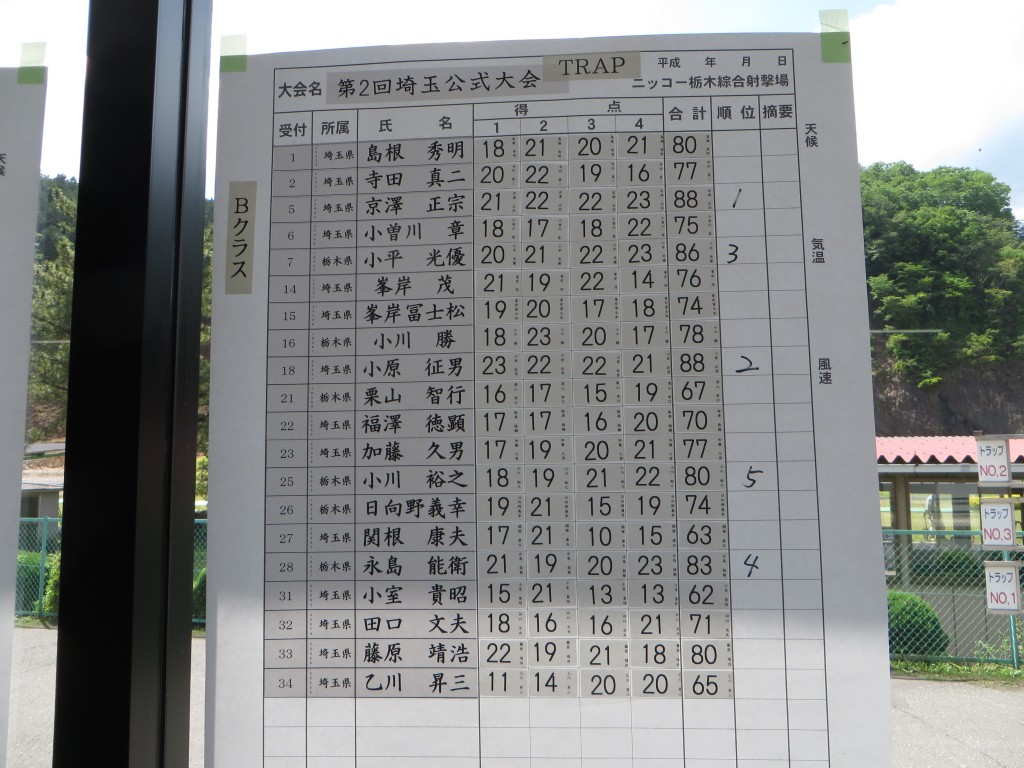 TRAP 平成 年 月 日
大会名 第2回埼玉公式大会 ニッコー栃木綜合射撃場
受付 所属 氏 名 得 点 合計 順位 摘要
1 2 3 4
1 埼玉県 島根 秀明 18 21 20 21 80
2 埼玉県 寺田 真二 20 22 19 16 77
5 埼玉県 京澤 正宗 21 22 22 23 88 1
6 埼玉県 小曽川 章 18 17 18 22 75
7 栃木県 小平 光優 20 21 22 23 86 3
14 埼玉県 峯岸 茂 21 19 22 14 76
15 埼玉県 峯岸冨士松 19 20 17 18 74
16 栃木県 小川 勝 18 23 20 17 78
18 埼玉県 小原 征男 23 22 22 21 88 2
21 栃木県 栗山 智行 16 17 15 19 67
22 埼玉県 福澤 徳顕 17 17 16 20 70
23 埼玉県 加藤 久男 17 19 20 21 77
25 栃木県 小川 裕之 18 19 21 22 80 5
26 栃木県 日向野義幸 19 21 15 19 74
27 埼玉県 関根 康夫 17 21 10 15 63
28 栃木県 永島 能衛 21 19 20 23 83 4
31 埼玉県 小室 貴昭 15 21 13 13 62
32 埼玉県 田口 文夫 18 16 16 21 71
33 埼玉県 藤原 靖浩 22 19 21 18 80
34 埼玉県 乙川 昇三 11 14 20 20 65
Bクラス
天候
気温
風速
天候
トラップ
NO,2
トラップ
NO,3
トラップ
NO,1